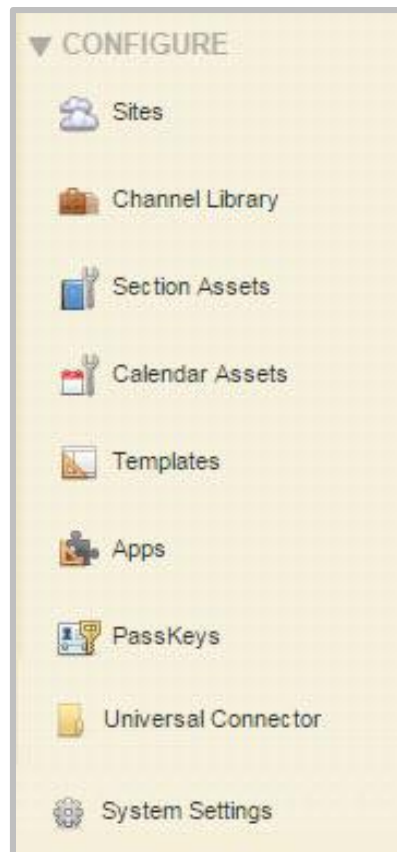 CONFIGURE
Sites
Channel Library
Section Assets
Calendar Assets
Templates
Apps
PassKeys
Universal Connector
System Settings